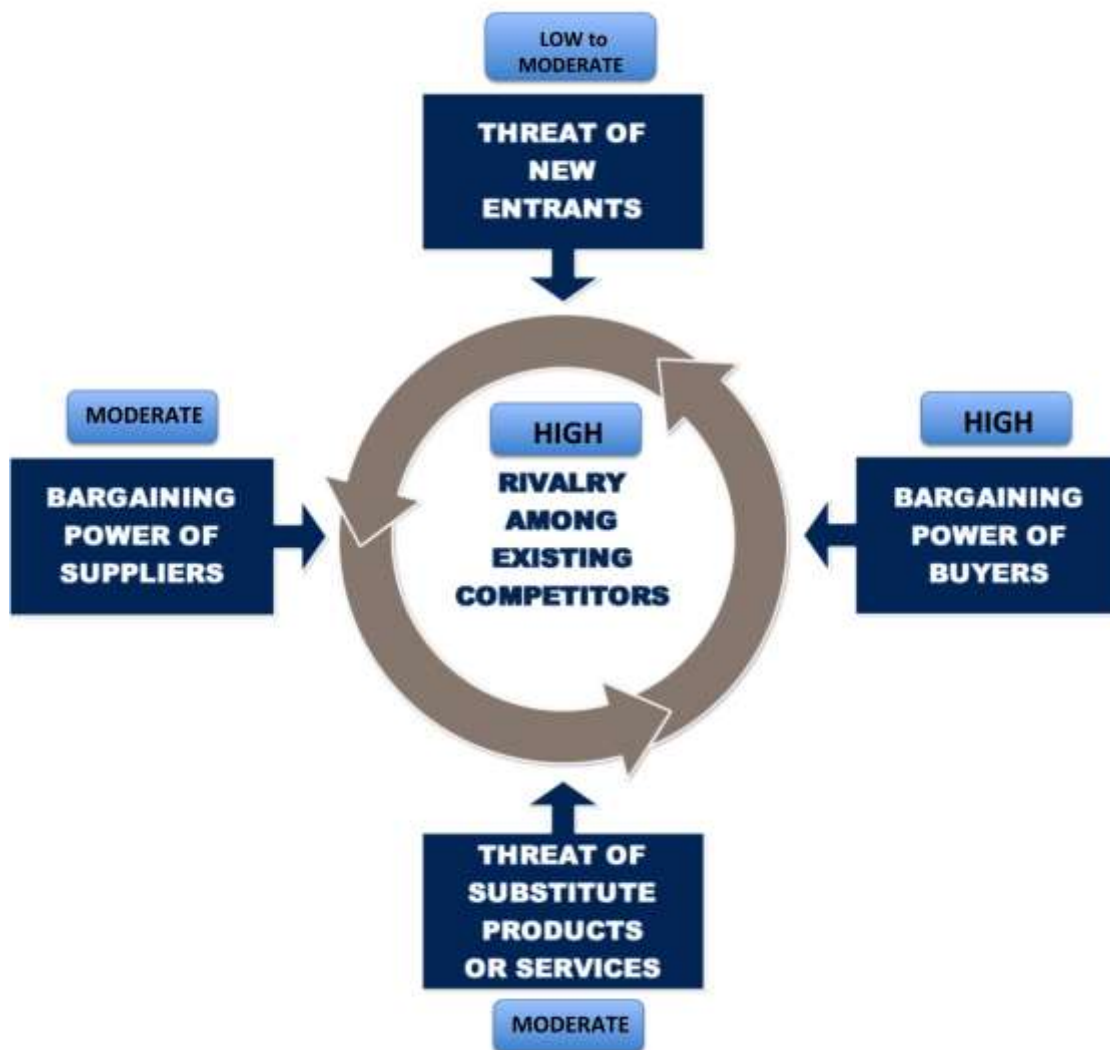 LOW to
MODERATE
THREAT OF
NEW
ENTRANTS
MODERATE
BARGAINING
POWER OF
SUPPLIERS
HIGH
RIVALRY
AMONG
EXISTING
COMPETITORS
HIGH
BARGAINING
POWER OF
BUYERS
THREAT OF
SUBSTITUTE
PRODUCTS
OR SERVICES
MODERATE